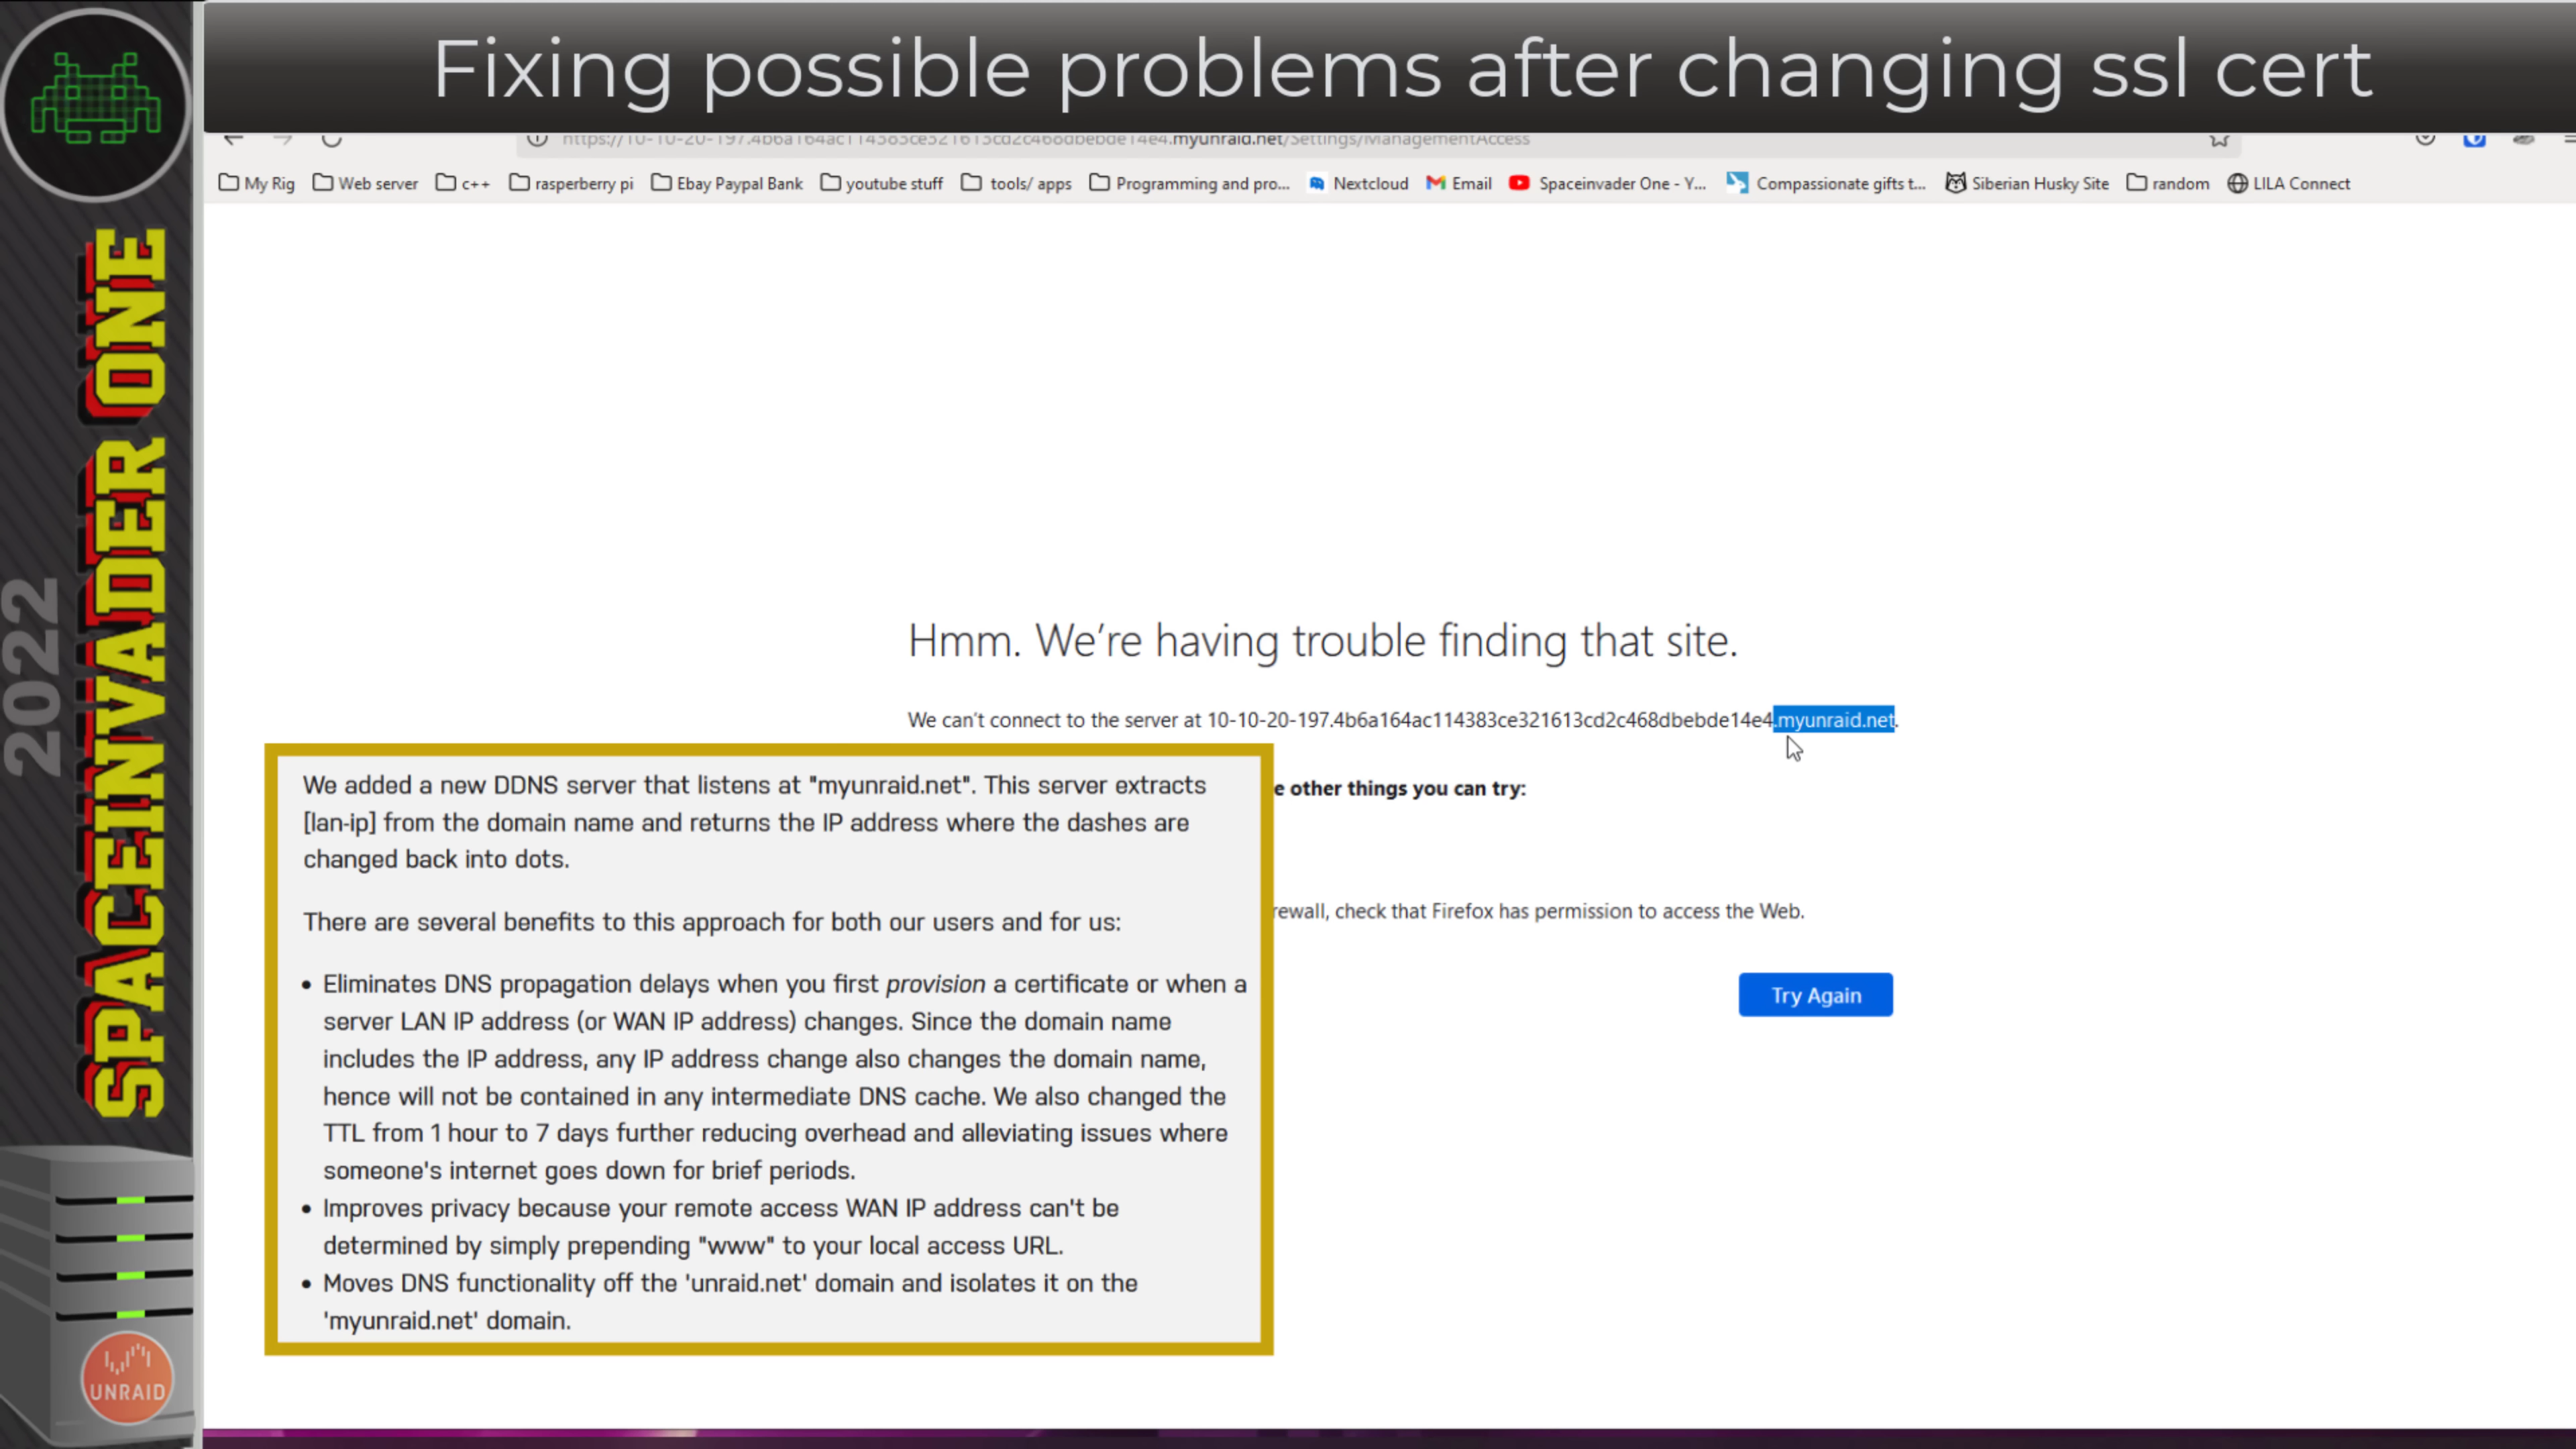 Fixing possible problems after changing ssl cert
https://10-10-20-197.4b6a164ac114383ce321613cd2c468dbebde14e4.myunraid.net/Settings/ManagementAccess
My Rig Web server c++ rasperberry pi Ebay Paypal Bank youtube stuff tools/ apps Programming and pro... Nextcloud Email Spaceinvader One - Y... Compassionate gifts t... Siberian Husky Site random LILA Connect
SPACEINVADER ONE
2022
Hmm. We're having trouble finding that site.
We can't connect to the server at 10-10-20-197.4b6a164ac114383ce321613cd2c468dbebde14e4.myunraid.net.
e other things you can try:
rewall, check that Firefox has permission to access the Web.
Try Again
We added a new DDNS server that listens at "myunraid.net". This server extracts
[lan-ip] from the domain name and returns the IP address where the dashes are
changed back into dots.
There are several benefits to this approach for both our users and for us:
• Eliminates DNS propagation delays when you first provision a certificate or when a
server LAN IP address (or WAN IP address) changes. Since the domain name
includes the IP address, any IP address change also changes the domain name,
hence will not be contained in any intermediate DNS cache. We also changed the
TTL from 1 hour to 7 days further reducing overhead and alleviating issues where
someone's internet goes down for brief periods.
• Improves privacy because your remote access WAN IP address can't be
determined by simply prepending "www" to your local access URL.
• Moves DNS functionality off the 'unraid.net' domain and isolates it on the
'myunraid.net' domain.
UNRAID